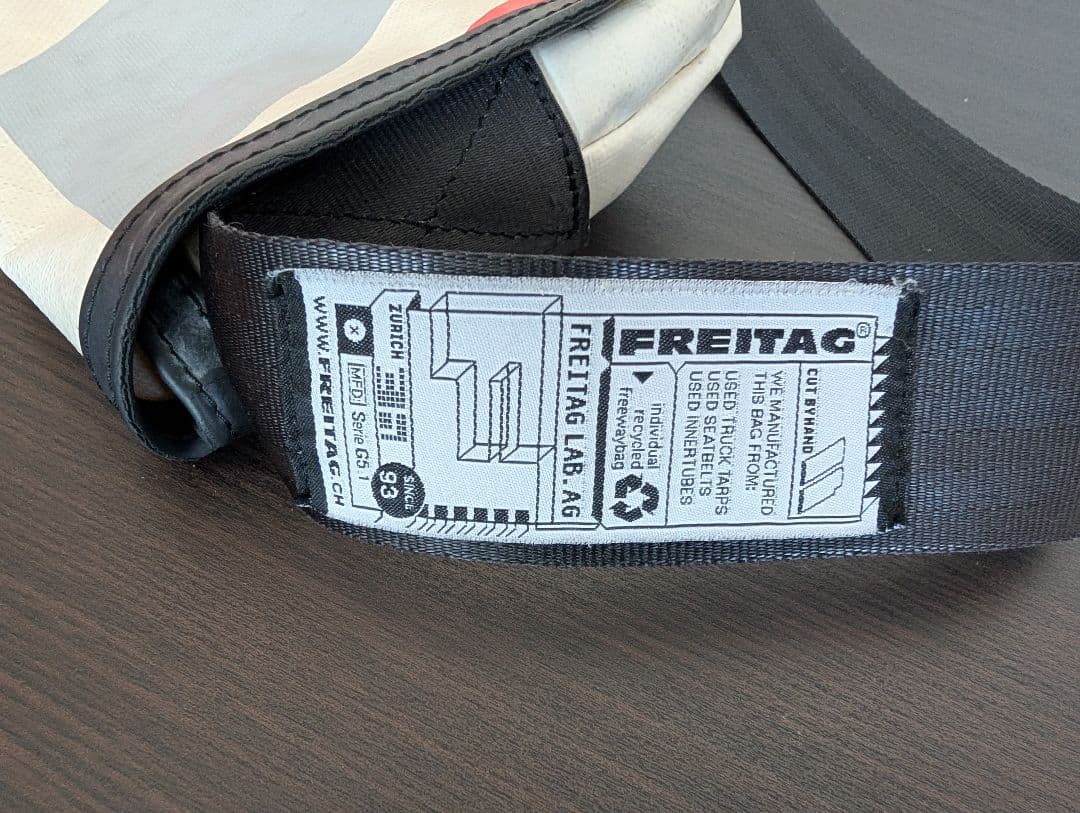 FREITAG®
CUT BY HAND
WE MANUFACTURED
THIS BAG FROM:
USED TRUCK TARPS
USED SEATBELTS
USED INNERTUBES
individual
recycled
freewaybag
FREITAG LAB. AG
ZÜRICH
SINCE
93
MFD: Serie G5.1
WWW.FREITAG.CH